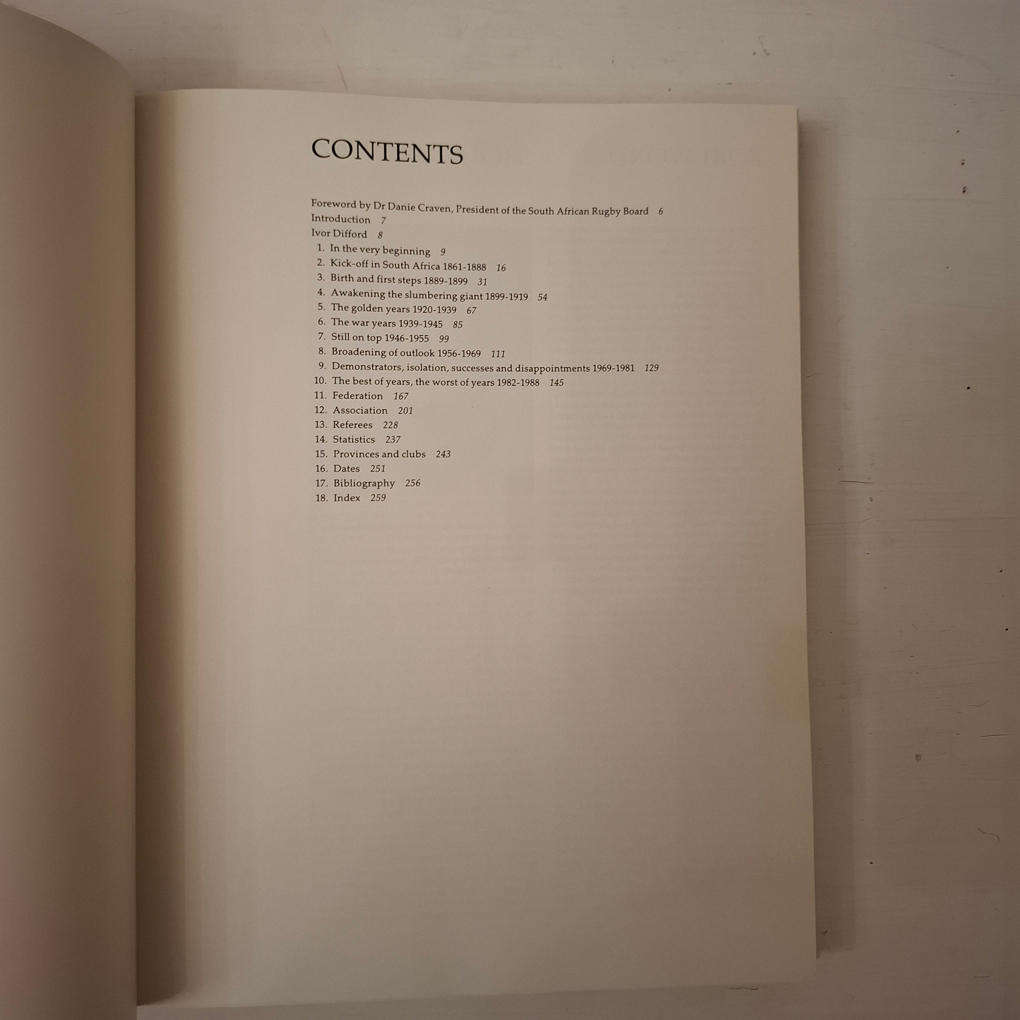 CONTENTS
Foreword by Dr Danie Craven, President of the South African Rugby Board 6
Introduction 7
Ivor Difford 8
1. In the very beginning 9
2. Kick-off in South Africa 1861-1888 16
3. Birth and first steps 1889-1899 31
4. Awakening the slumbering giant 1899-1919 54
5. The golden years 1920-1939 67
6. The war years 1939-1945 85
7. Still on top 1946-1955 99
8. Broadening of outlook 1956-1969 111
9. Demonstrators, isolation, successes and disappointments 1969-1981 129
10. The best of years, the worst of years 1982-1988 145
11. Federation 167
12. Association 201
13. Referees 228
14. Statistics 237
15. Provinces and clubs 243
16. Dates 251
17. Bibliography 256
18. Index 259